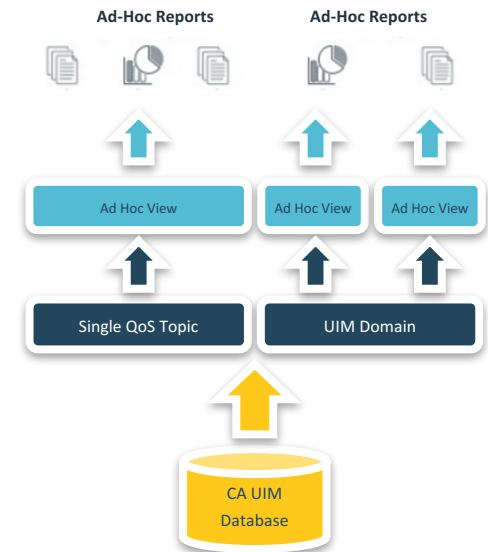 Ad-Hoc Reports
Ad-Hoc Reports
Ad Hoc View
Ad Hoc View
Ad Hoc View
Single QoS Topic
UIM Domain
CA UIM
Database